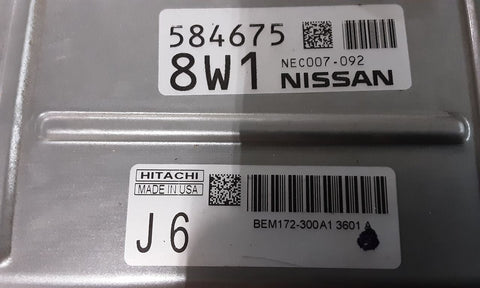 584675
8W1 NEC007-092
NISSAN
HITACHI
MADE IN USA
J6 BEM172-300A1 3601 A